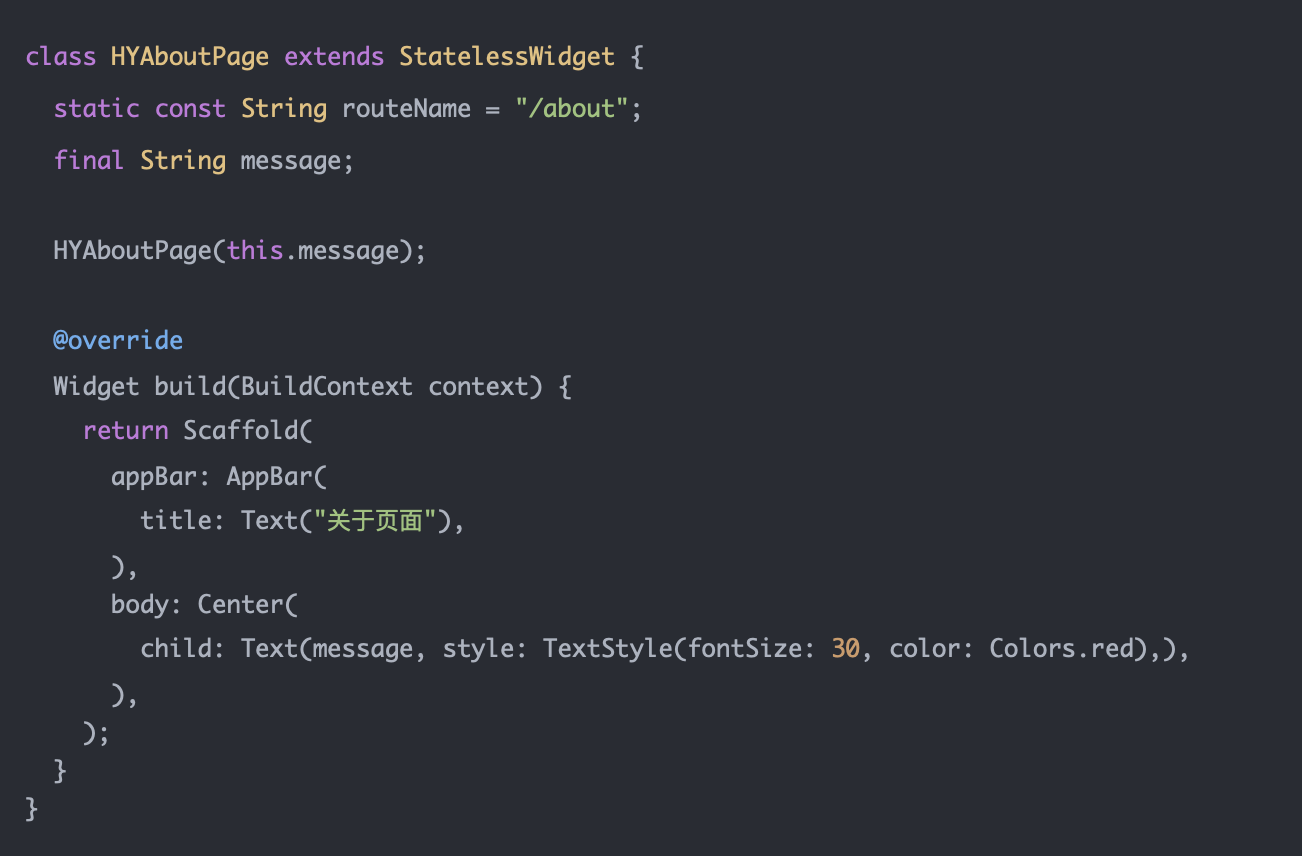 class HYAboutPage extends StatelessWidget {
  static const String routeName = "/about";
  final String message;

  HYAboutPage(this.message);

  @override
  Widget build(BuildContext context) {
    return Scaffold(
      appBar: AppBar(
        title: Text("关于页面"),
      ),
      body: Center(
        child: Text(message, style: TextStyle(fontSize: 30, color: Colors.red),),
      ),
    );
  }
}